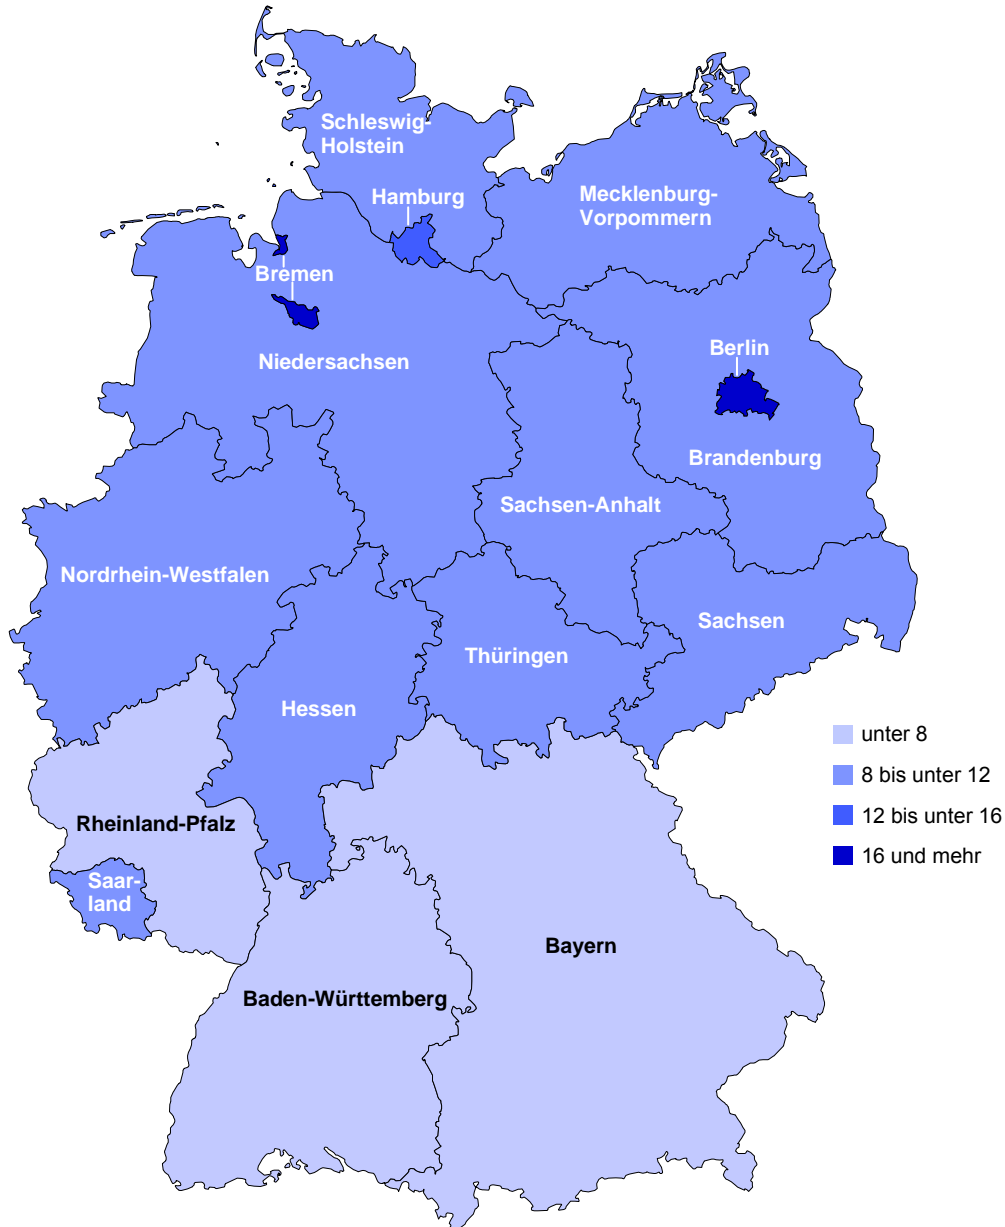 Schleswig-
Holstein
Hamburg
Mecklenburg-
Vorpommern
Bremen
Niedersachsen
Berlin
Brandenburg
Sachsen-Anhalt
Nordrhein-Westfalen
Sachsen
Thüringen
Hessen
Rheinland-Pfalz
Saar-
land
Bayern
Baden-Württemberg
unter 8
8 bis unter 12
12 bis unter 16
16 und mehr